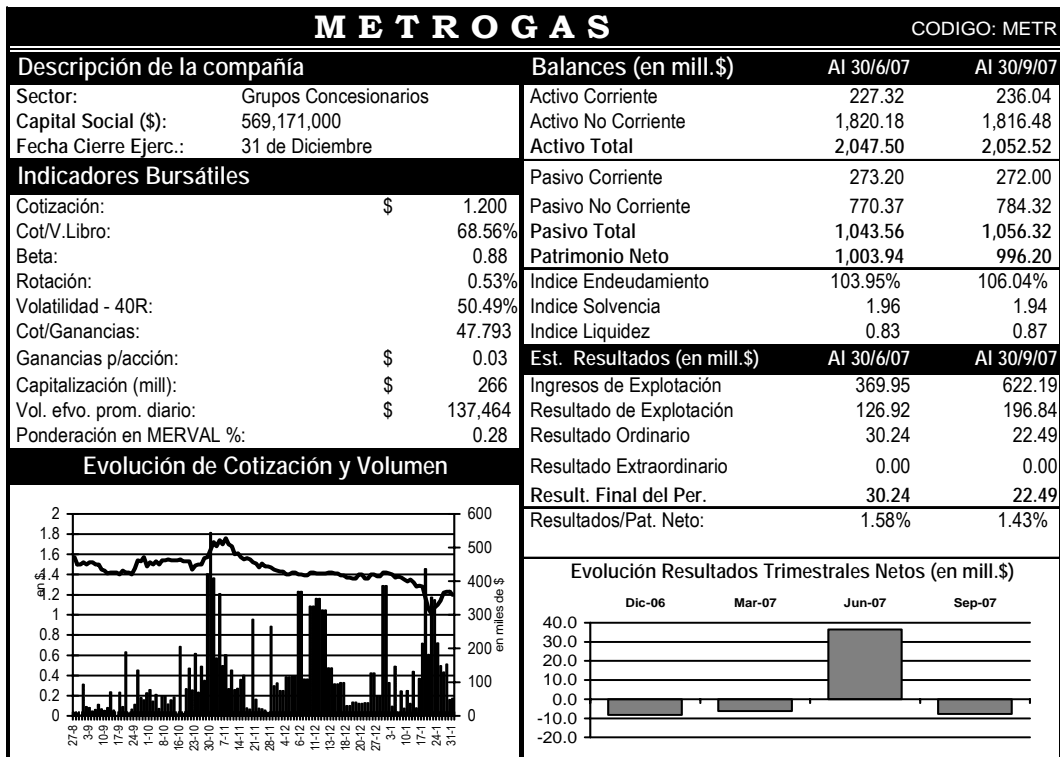 METROGAS CODIGO: METR
Descripción de la compañía
Sector: Grupos Concesionarios
Capital Social ($): 569,171,000
Fecha Cierre Ejerc.: 31 de Diciembre
Indicadores Bursátiles
Cotización: $ 1.200
Cot/V.Libro: 68.56%
Beta: 0.88
Rotación: 0.53%
Volatilidad - 40R: 50.49%
Cot/Ganancias: 47.793
Ganancias p/acción: $ 0.03
Capitalización (mill): $ 266
Vol. efvo. prom. diario: $ 137,464
Ponderación en MERVAL %: 0.28
Evolución de Cotización y Volumen
en $
2
1.8
1.6
1.4
1.2
1
0.8
0.6
0.4
0.2
0
600
500
400
300
200
100
0
en miles de $
27-8 3-9 10-9 17-9 24-9 1-10 8-10 16-10 23-10 30-10 7-11 14-11 21-11 28-11 4-12 6-12 11-12 13-12 18-12 20-12 27-12 3-1 10-1 17-1 24-1 31-1
Balances (en mill.$) Al 30/6/07 Al 30/9/07
Activo Corriente 227.32 236.04
Activo No Corriente 1,820.18 1,816.48
Activo Total 2,047.50 2,052.52
Pasivo Corriente 273.20 272.00
Pasivo No Corriente 770.37 784.32
Pasivo Total 1,043.56 1,056.32
Patrimonio Neto 1,003.94 996.20
Indice Endeudamiento 103.95% 106.04%
Indice Solvencia 1.96 1.94
Indice Liquidez 0.83 0.87
Est. Resultados (en mill.$) Al 30/6/07 Al 30/9/07
Ingresos de Explotación 369.95 622.19
Resultado de Explotación 126.92 196.84
Resultado Ordinario 30.24 22.49
Resultado Extraordinario 0.00 0.00
Result. Final del Per. 30.24 22.49
Resultados/Pat. Neto: 1.58% 1.43%
Evolución Resultados Trimestrales Netos (en mill.$)
Dic-06 Mar-07 Jun-07 Sep-07
40.0
30.0
20.0
10.0
0.0
-10.0
-20.0